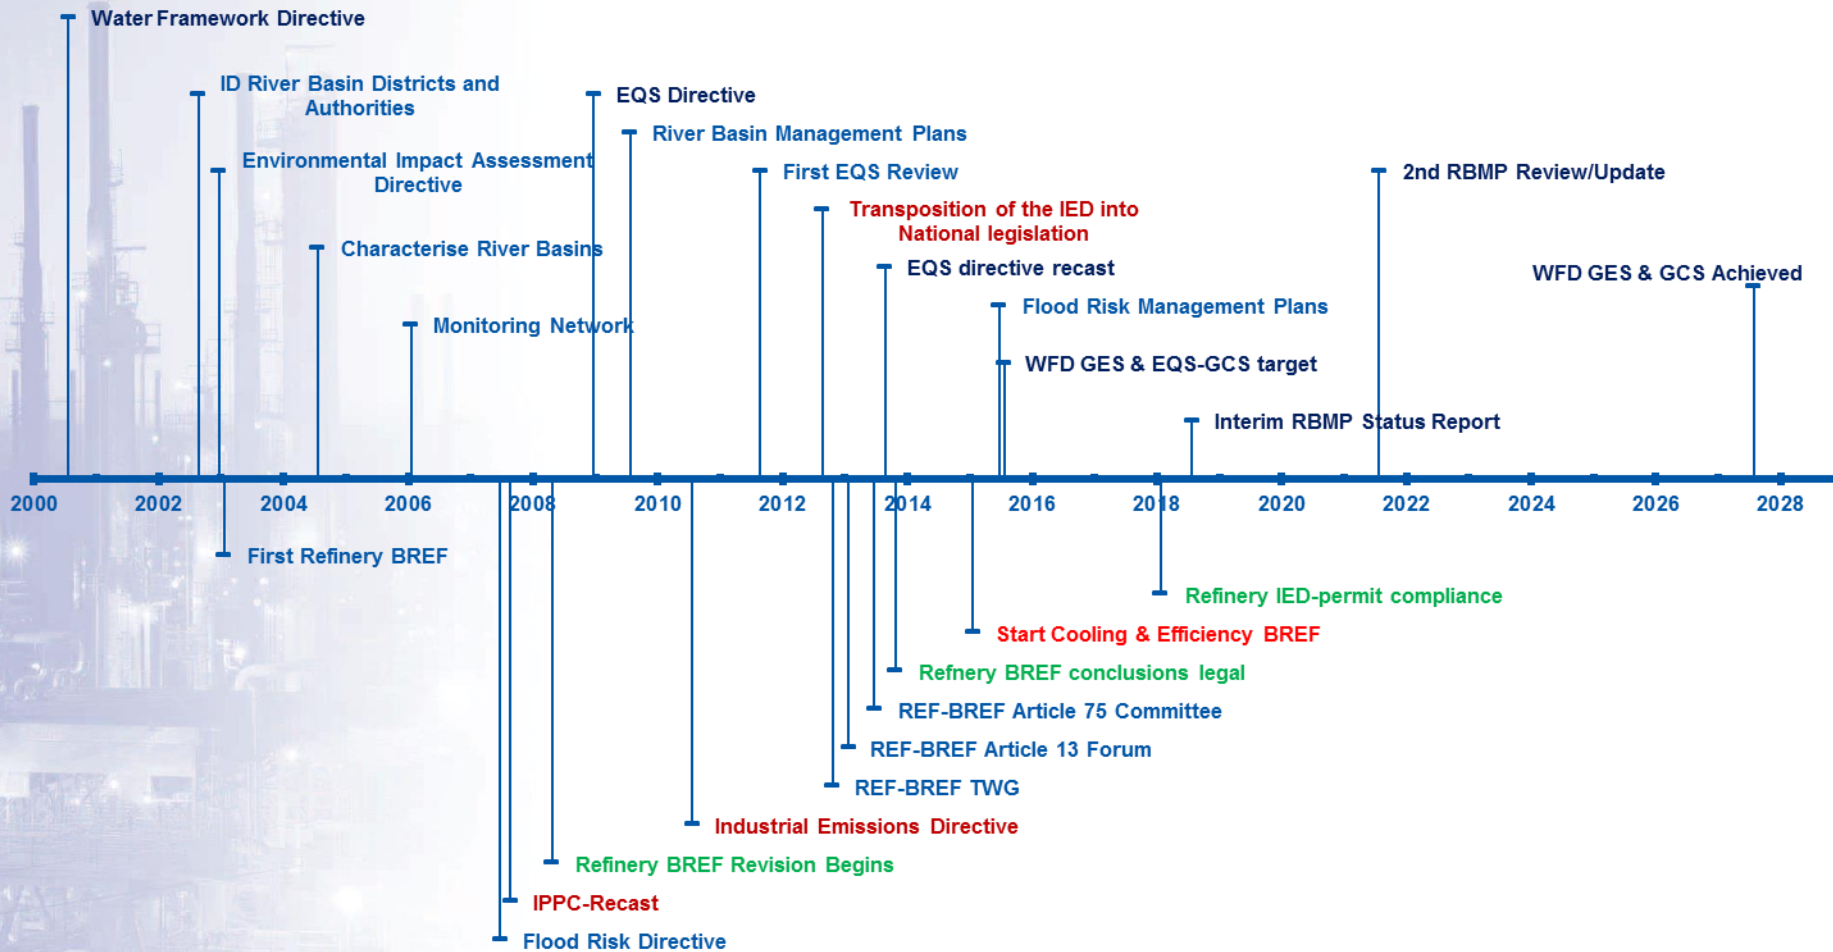 Water Framework Directive
ID River Basin Districts and
Authorities
EQS Directive
River Basin Management Plans
Environmental Impact Assessment
Directive
First EQS Review
2nd RBMP Review/Update
Transposition of the IED into
National legislation
Characterise River Basins
EQS directive recast
WFD GES & GCS Achieved
Flood Risk Management Plans
Monitoring Network
WFD GES & EQS-GCS target
Interim RBMP Status Report
2000 2002 2004 2006 2008 2010 2012 2014 2016 2018 2020 2022 2024 2026 2028
First Refinery BREF
Refinery IED-permit compliance
Start Cooling & Efficiency BREF
Refnery BREF conclusions legal
REF-BREF Article 75 Committee
REF-BREF Article 13 Forum
REF-BREF TWG
Industrial Emissions Directive
Refinery BREF Revision Begins
IPPC-Recast
Flood Risk Directive